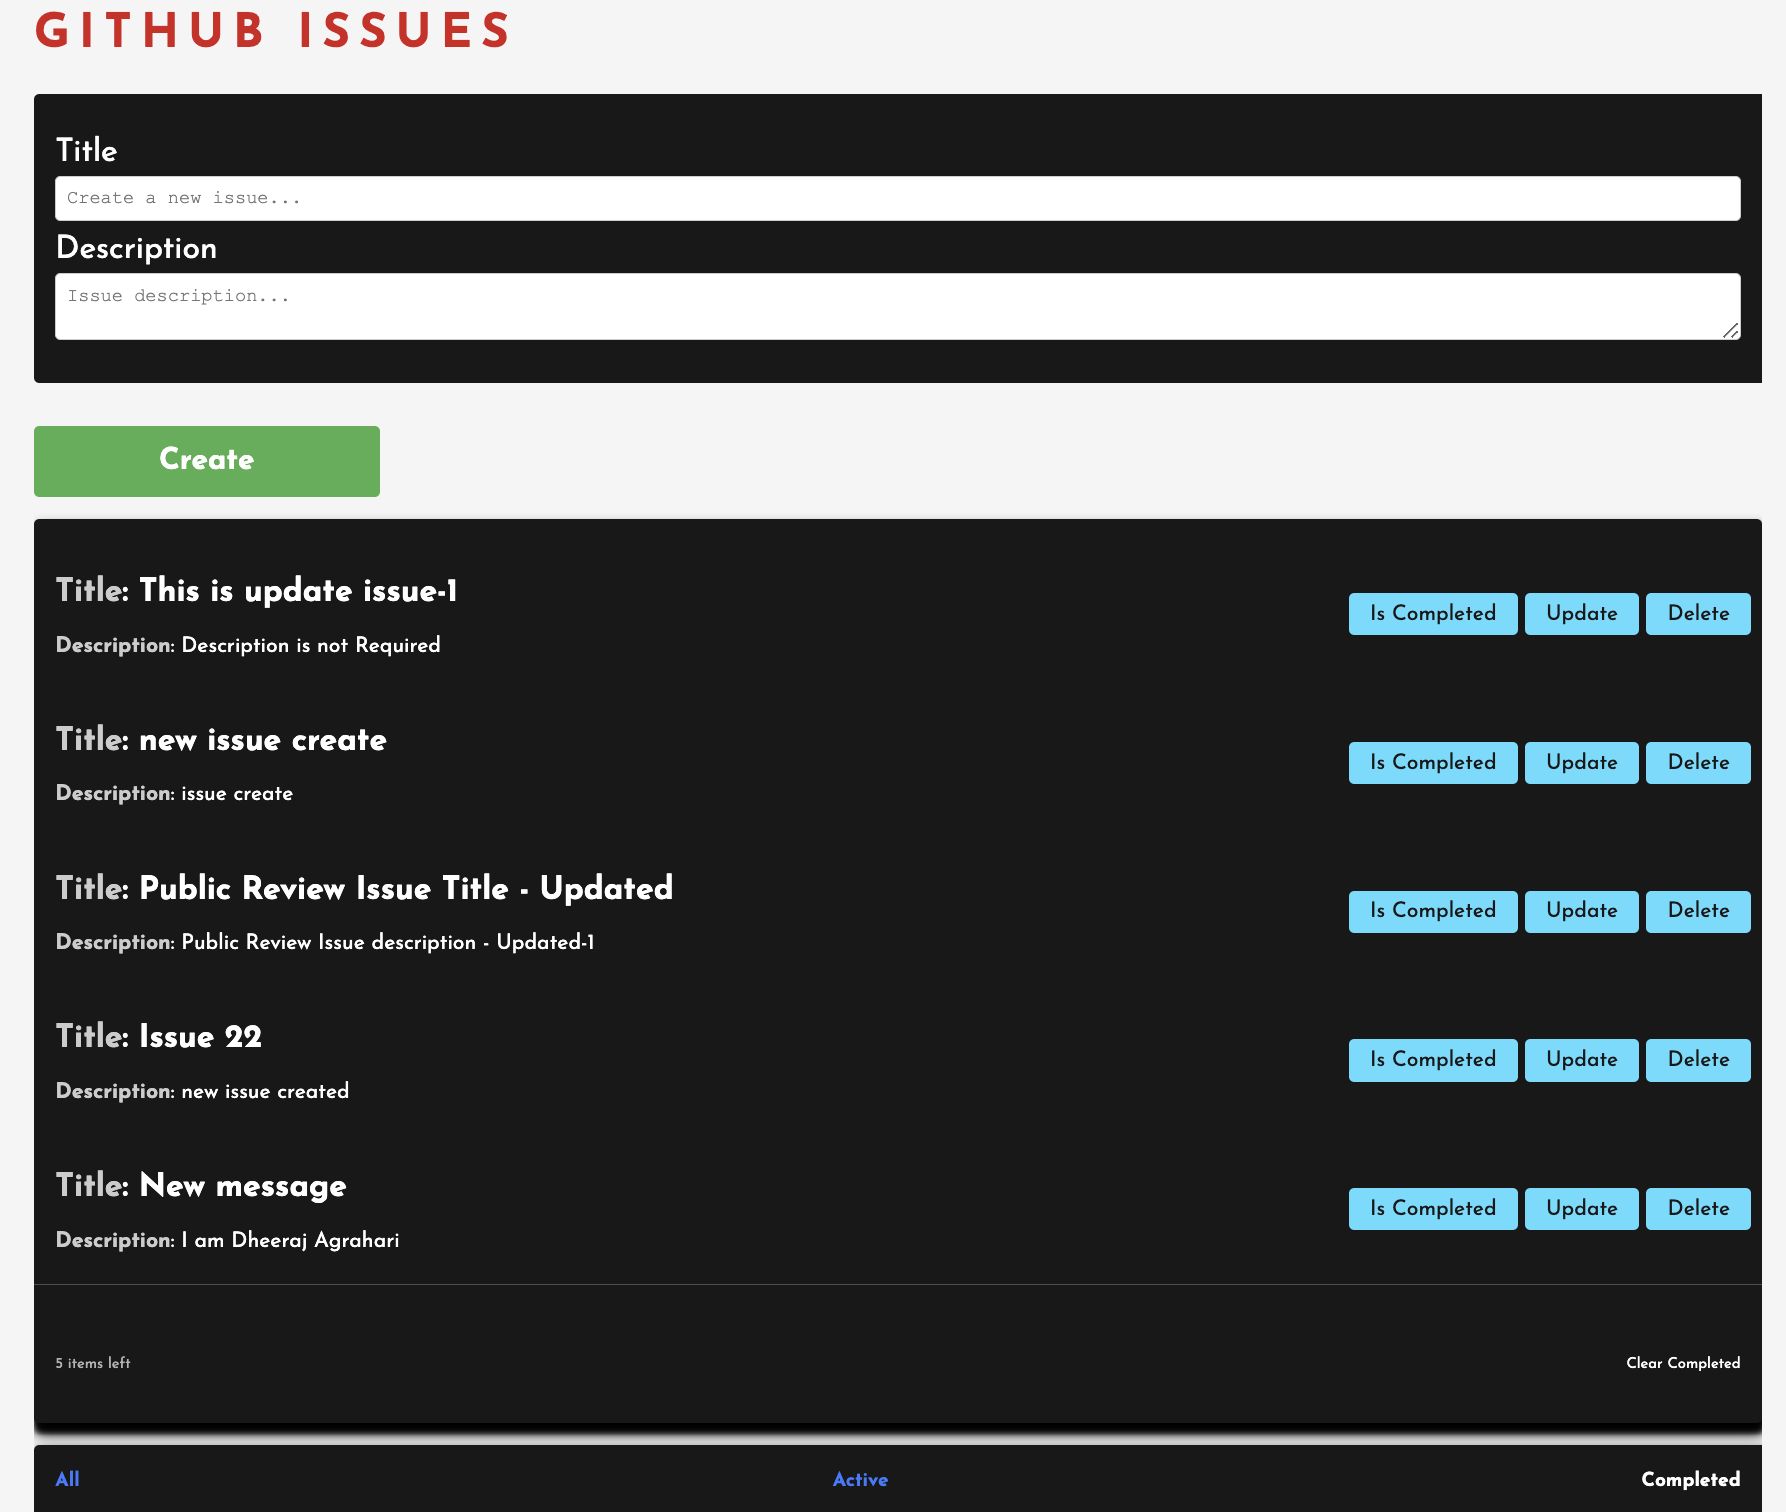 GITHUB ISSUES
Title
Create a new issue...
Description
Issue description...
Create
Title: This is update issue-1
Is Completed Update Delete
Description: Description is not Required
Title: new issue create
Is Completed Update Delete
Description: issue create
Title: Public Review Issue Title - Updated
Is Completed Update Delete
Description: Public Review Issue description - Updated-1
Title: Issue 22
Is Completed Update Delete
Description: new issue created
Title: New message
Is Completed Update Delete
Description: I am Dheeraj Agrahari
5 items left Clear Completed
All Active Completed